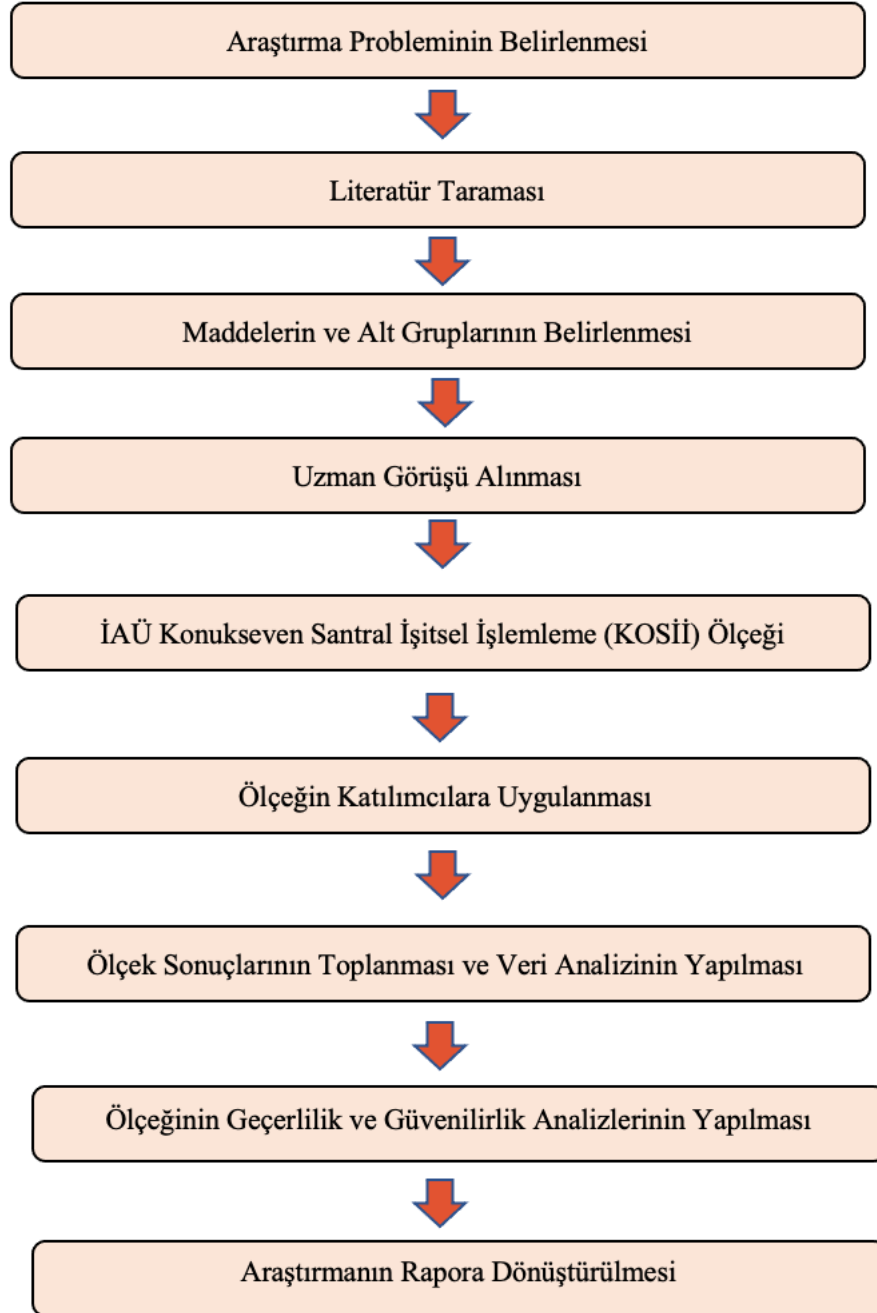 Araştırma Probleminin Belirlenmesi
Literatür Taraması
Maddelerin ve Alt Gruplarının Belirlenmesi
Uzman Görüşü Alınması
İAÜ Konukseven Santral İşitsel İşlemleme (KOSİİ) Ölçeği
Ölçeğin Katılımcılara Uygulanması
Ölçek Sonuçlarının Toplanması ve Veri Analizinin Yapılması
Ölçeğinin Geçerlilik ve Güvenilirlik Analizlerinin Yapılması
Araştırmanın Rapora Dönüştürülmesi